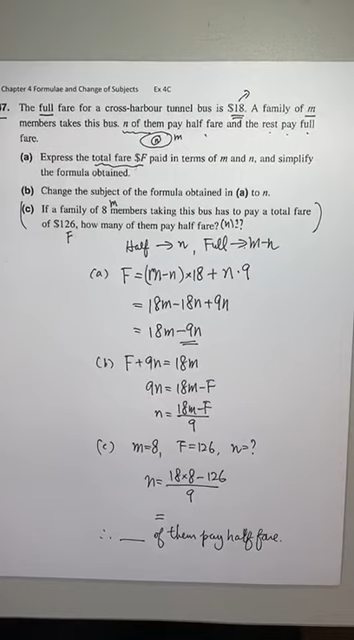 Chapter 4 Formulae and Change of Subjects Ex 4C
7. The full fare for a cross-harbour tunnel bus is $18. A family of m
members takes this bus. n of them pay half fare and the rest pay full
fare. m
(a) Express the total fare $F paid in terms of m and n, and simplify
the formula obtained.
(b) Change the subject of the formula obtained in (a) to n.
(c) If a family of 8 members taking this bus has to pay a total fare
m
of $126, how many of them pay half fare? (n)??
F
Half → n, Full → m-n
(a) F = (m-n)×18 + n·9
= 18m-18n+9n
= 18m-9n
(b) F+9n = 18m
9n = 18m-F
n = 18m-F
9
(c) m=8, F=126, n=?
n = 18×8-126
9
=
∴ __ of them pay half fare.